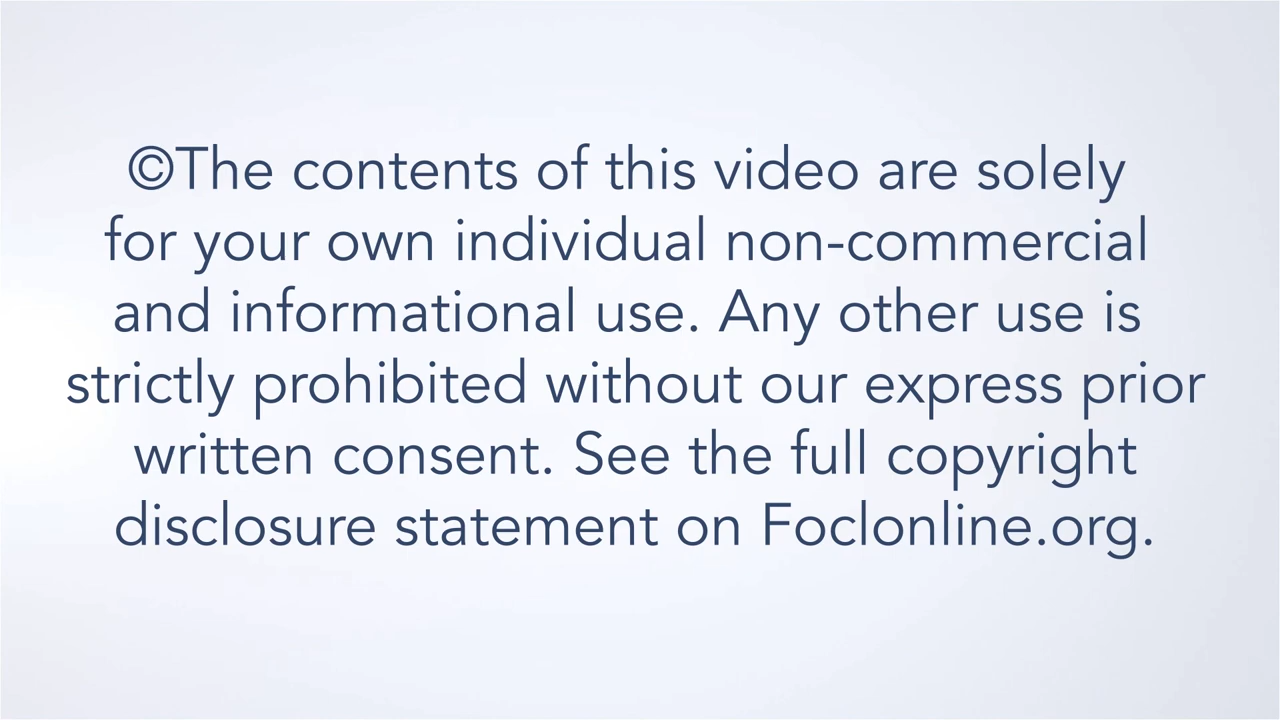 ©The contents of this video are solely
for your own individual non-commercial
and informational use. Any other use is
strictly prohibited without our express prior
written consent. See the full copyright
disclosure statement on Foclonline.org.